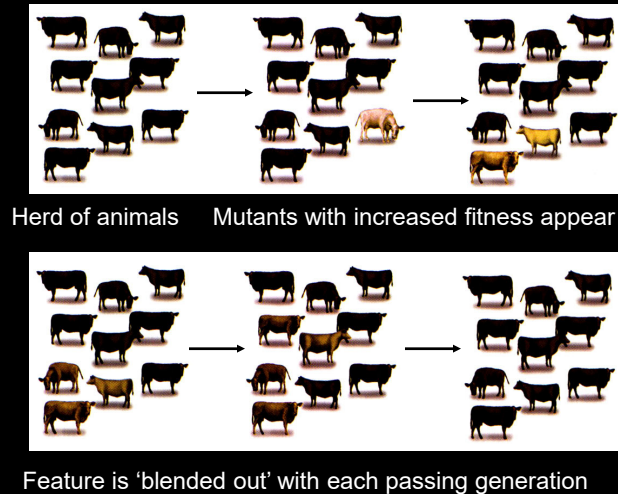 Herd of animals
Mutants with increased fitness appear
Feature is ‘blended out’ with each passing generation